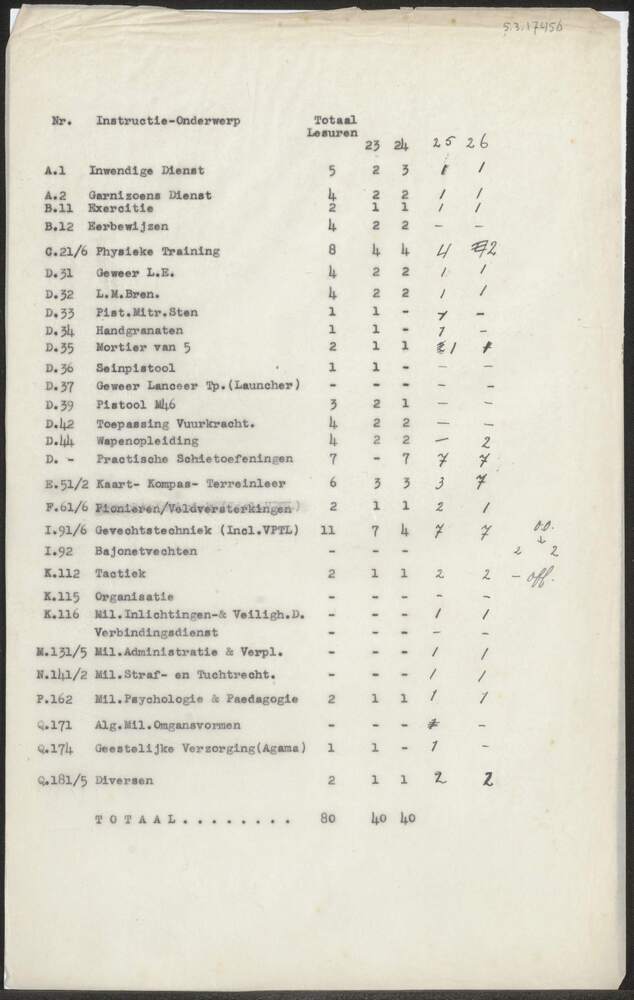 5.3.17456
Nr. Instructie-Onderwerp Totaal
Lesuren
23 24 25 26
A.1 Inwendige Dienst 5 2 3 1 1
A.2 Garnizoens Dienst 4 2 2 1 1
B.11 Exercitie 2 1 1 1 1
B.12 Eerbewijzen 4 2 2 - -
C.21/6 Physieke Training 8 4 4 4 2
D.31 Geweer L.E. 4 2 2 1 1
D.32 L.M.Bren. 4 2 2 1 1
D.33 Pist.Mitr.Sten 1 1 - -
D.34 Handgranaten 1 1 - 1 -
D.35 Mortier van 5 2 1 1 1
D.36 Seinpistool 1 1 - - -
D.37 Geweer Lanceer Tp.(Launcher) - - - - -
D.39 Pistool M46 3 2 1 - -
D.42 Toepassing Vuurkracht. 4 2 2 - -
D.44 Wapenopleiding 4 2 2 - 2
D. - Practische Schietoefeningen 7 - 7 7 7
E.51/2 Kaart- Kompas- Terreinleer 6 3 3 3 7
F.61/6 Pionieren/Veldversterkingen) 2 1 1 2 1
I.91/6 Gevechtstechniek (Incl.VPTL) 11 7 4 7 7 o.o.
I.92 Bajonetvechten - - - 2 2
K.112 Tactiek 2 1 1 2 2 - off.
K.115 Organisatie - - - - -
K.116 Mil.Inlichtingen-& Veiligh.D. - - - 1 1
Verbindingsdienst - - - - -
M.131/5 Mil.Administratie & Verpl. - - - 1 1
N.141/2 Mil.Straf- en Tuchtrecht. - - - 1 1
P.162 Mil.Psychologie & Paedagogie 2 1 1 1 1
Q.171 Alg.Mil.Omgansvormen - - - -
Q.174 Geestelijke Verzorging(Agama) 1 1 - 1 -
Q.181/5 Diversen 2 1 1 2 2
TOTAAL........ 80 40 40